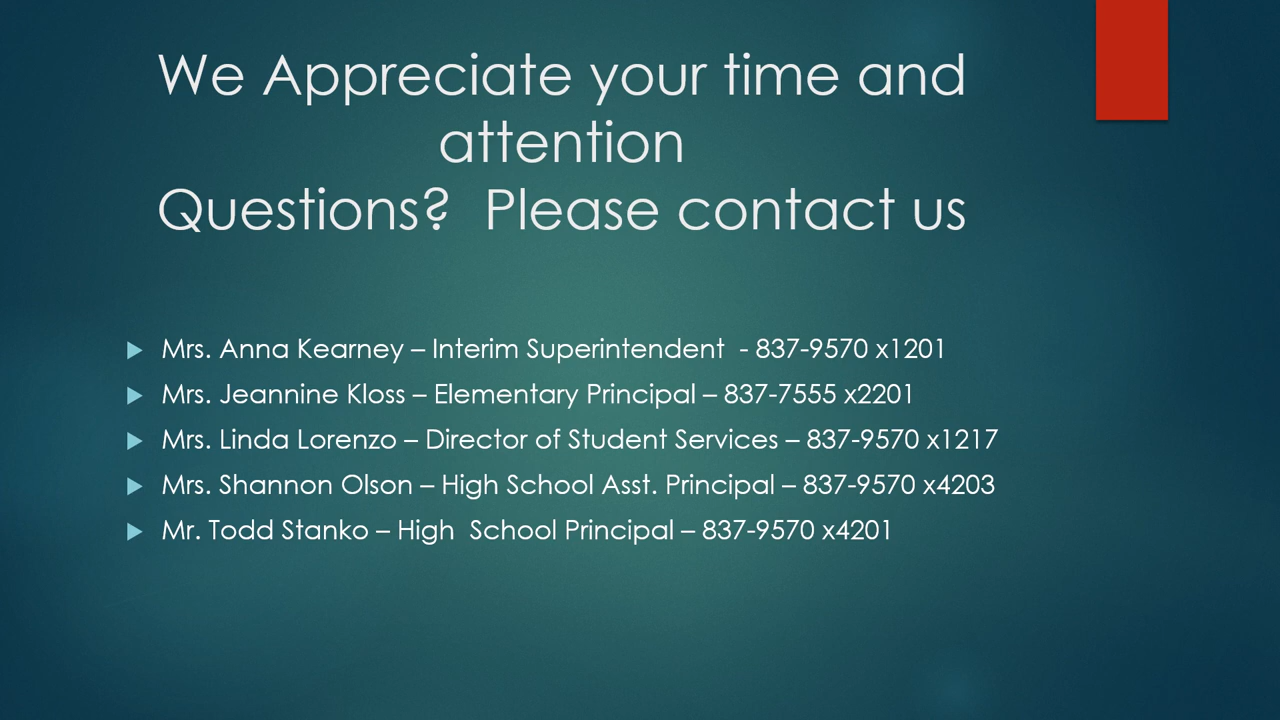 We Appreciate your time and
attention
Questions?  Please contact us
Mrs. Anna Kearney – Interim Superintendent  - 837-9570 x1201
Mrs. Jeannine Kloss – Elementary Principal – 837-7555 x2201
Mrs. Linda Lorenzo – Director of Student Services – 837-9570 x1217
Mrs. Shannon Olson – High School Asst. Principal – 837-9570 x4203
Mr. Todd Stanko – High  School Principal – 837-9570 x4201